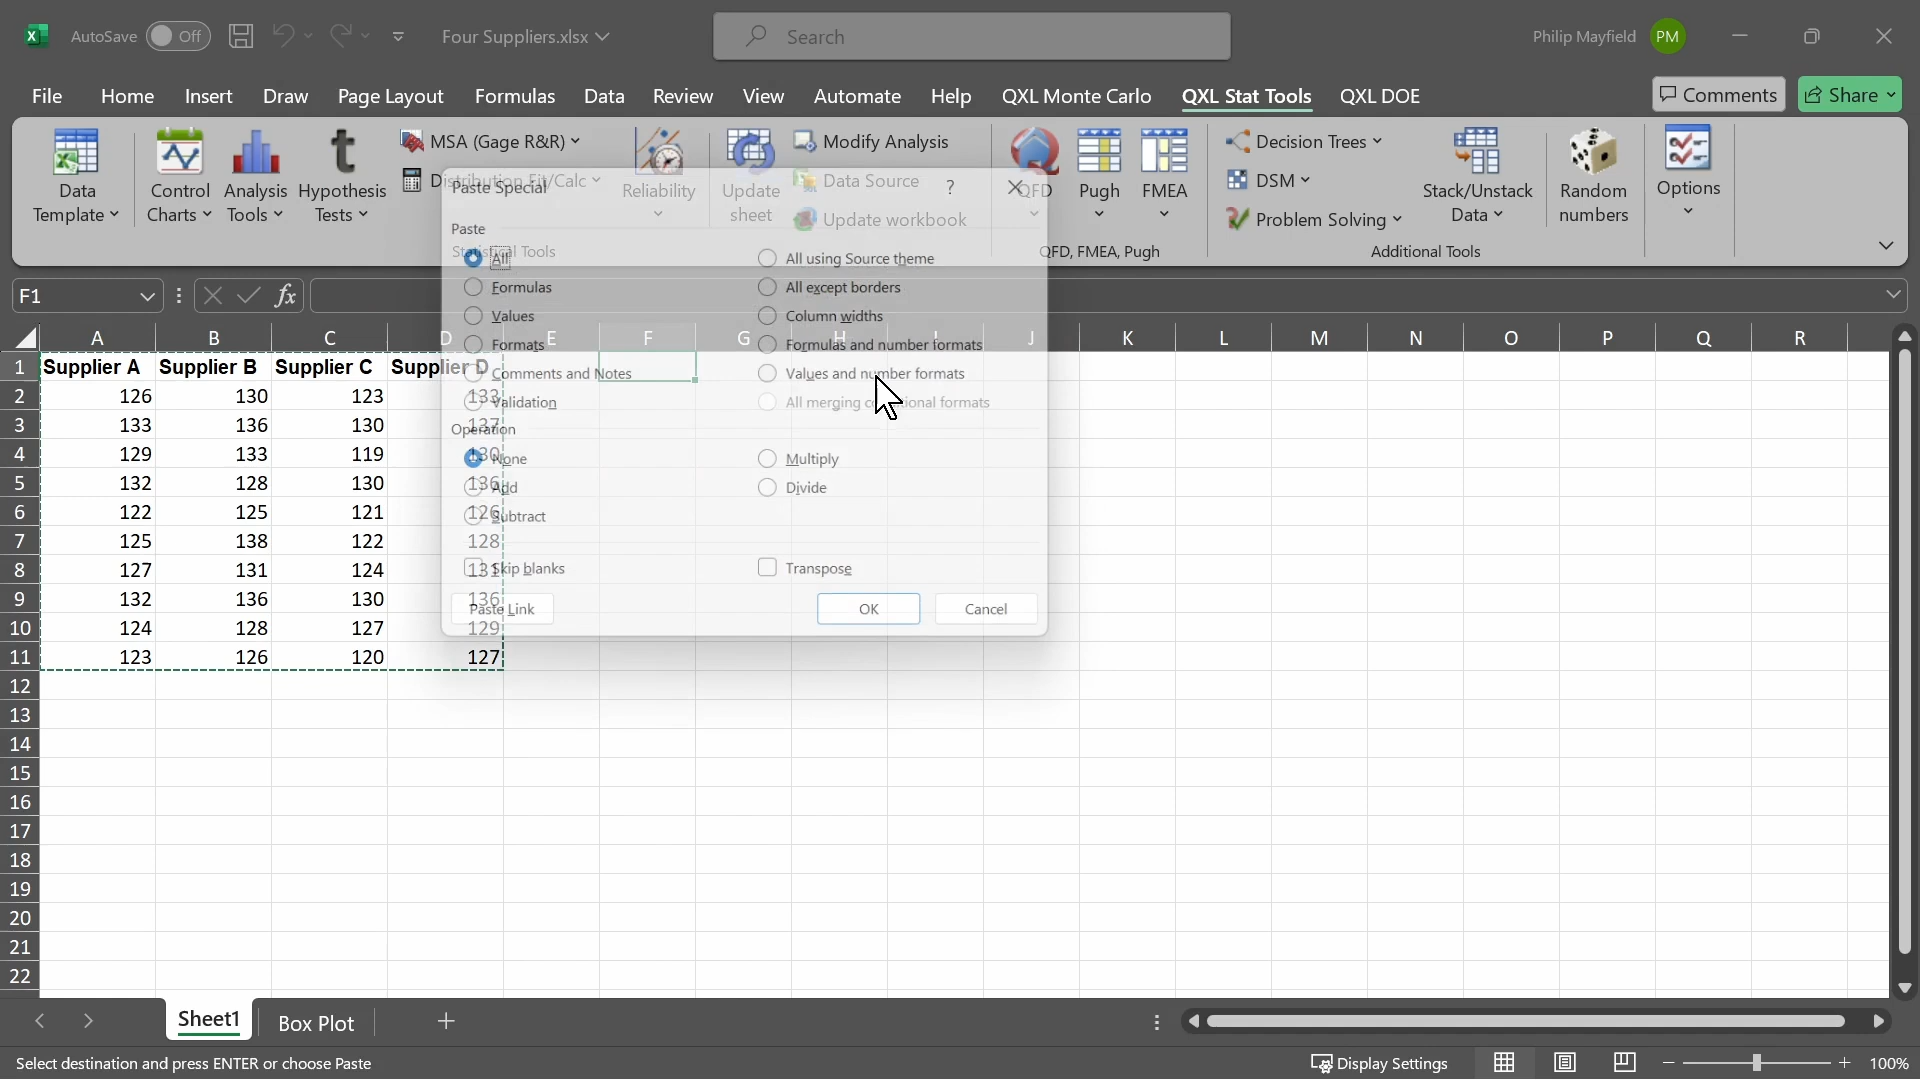 AutoSave Off Four Suppliers.xlsx Search Philip Mayfield PM
File Home Insert Draw Page Layout Formulas Data Review View Automate Help QXL Monte Carlo QXL Stat Tools QXL DOE Comments Share
Data Template
Control Charts
Analysis Tools
Hypothesis Tests
MSA (Gage R&R)
Distribution Fit/Calc
Reliability
Update sheet
Modify Analysis
Data Source
Update workbook
QFD
Pugh
FMEA
Decision Trees
DSM
Problem Solving
Stack/Unstack Data
Random numbers
Options
Statistical Tools
QFD, FMEA, Pugh
Additional Tools
F1 fx
Paste Special ?
Paste
All All using Source theme
Formulas All except borders
Values Column widths
Formats Formulas and number formats
Comments and Notes Values and number formats
Validation All merging conditional formats
Operation
None Multiply
Add Divide
Subtract
Skip blanks Transpose
Paste Link OK Cancel
A B C D E F G H I J K L M N O P Q R
1 Supplier A Supplier B Supplier C Supplier D
2 126 130 123 133
3 133 136 130 137
4 129 133 119 130
5 132 128 130 136
6 122 125 121 126
7 125 138 122 128
8 127 131 124 131
9 132 136 130 136
10 124 128 127 129
11 123 126 120 127
12
13
14
15
16
17
18
19
20
21
22
Sheet1 Box Plot
Select destination and press ENTER or choose Paste Display Settings 100%